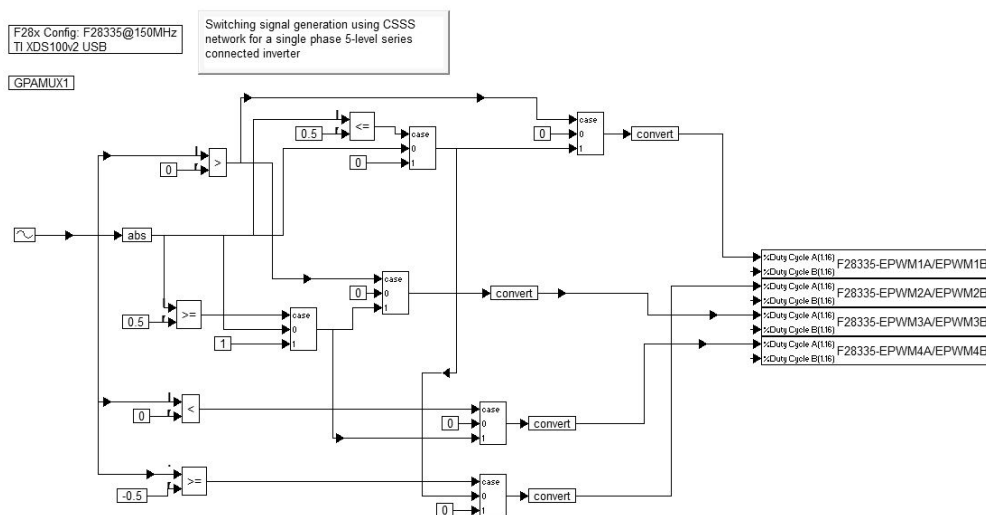 F28x Config: F28335@150MHz
TI XDS100v2 USB
Switching signal generation using CSSS
network for a single phase 5-level series
connected inverter
GPAMUX1
0.5
<=
case
0
1
0
case
0
1
0
convert
0
>
abs
0.5
>=
case
0
1
1
case
0
1
0
convert
%Duty Cycle A(1.16)
%Duty Cycle B(1.16)
F28335-EPWM1A/EPWM1B
%Duty Cycle A(1.16)
%Duty Cycle B(1.16)
F28335-EPWM2A/EPWM2B
%Duty Cycle A(1.16)
%Duty Cycle B(1.16)
F28335-EPWM3A/EPWM3B
%Duty Cycle A(1.16)
%Duty Cycle B(1.16)
F28335-EPWM4A/EPWM4B
0
<
case
0
1
0
convert
-0.5
>=
case
0
1
0
convert